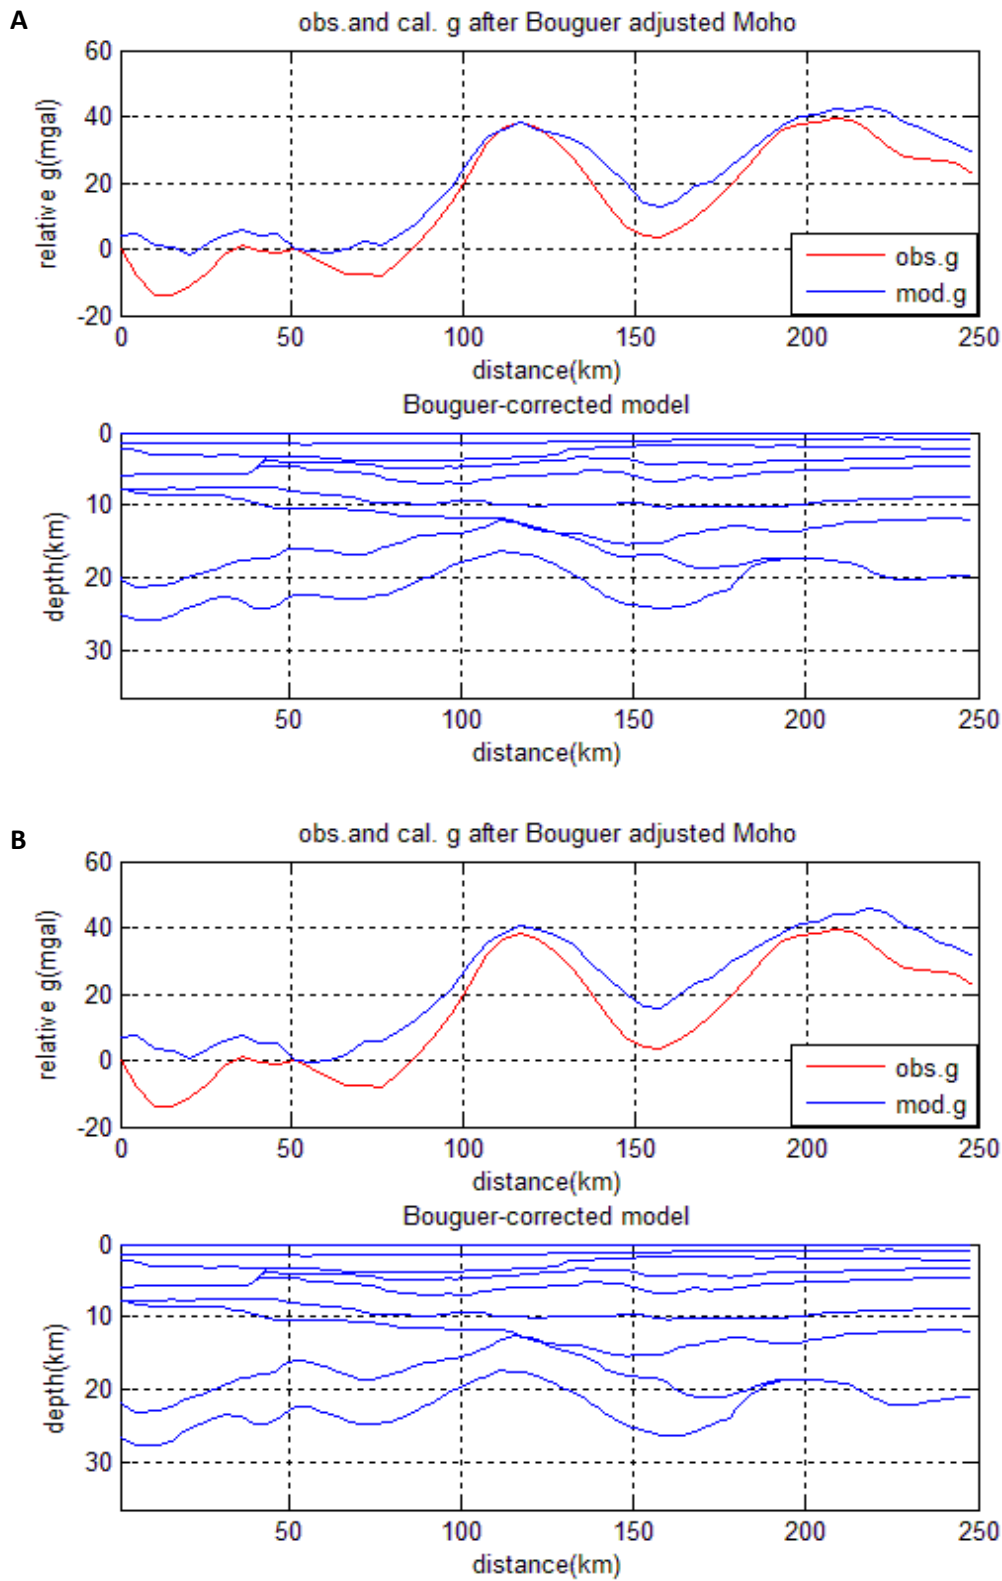 A
obs.and cal. g after Bouguer adjusted Moho
60
40
20
0
-20
relative g(mgal)
obs.g
mod.g
0 50 100 150 200 250
distance(km)
Bouguer-corrected model
0
10
20
30
depth(km)
50 100 150 200 250
distance(km)
B
obs.and cal. g after Bouguer adjusted Moho
60
40
20
0
-20
relative g(mgal)
obs.g
mod.g
0 50 100 150 200 250
distance(km)
Bouguer-corrected model
0
10
20
30
depth(km)
50 100 150 200 250
distance(km)